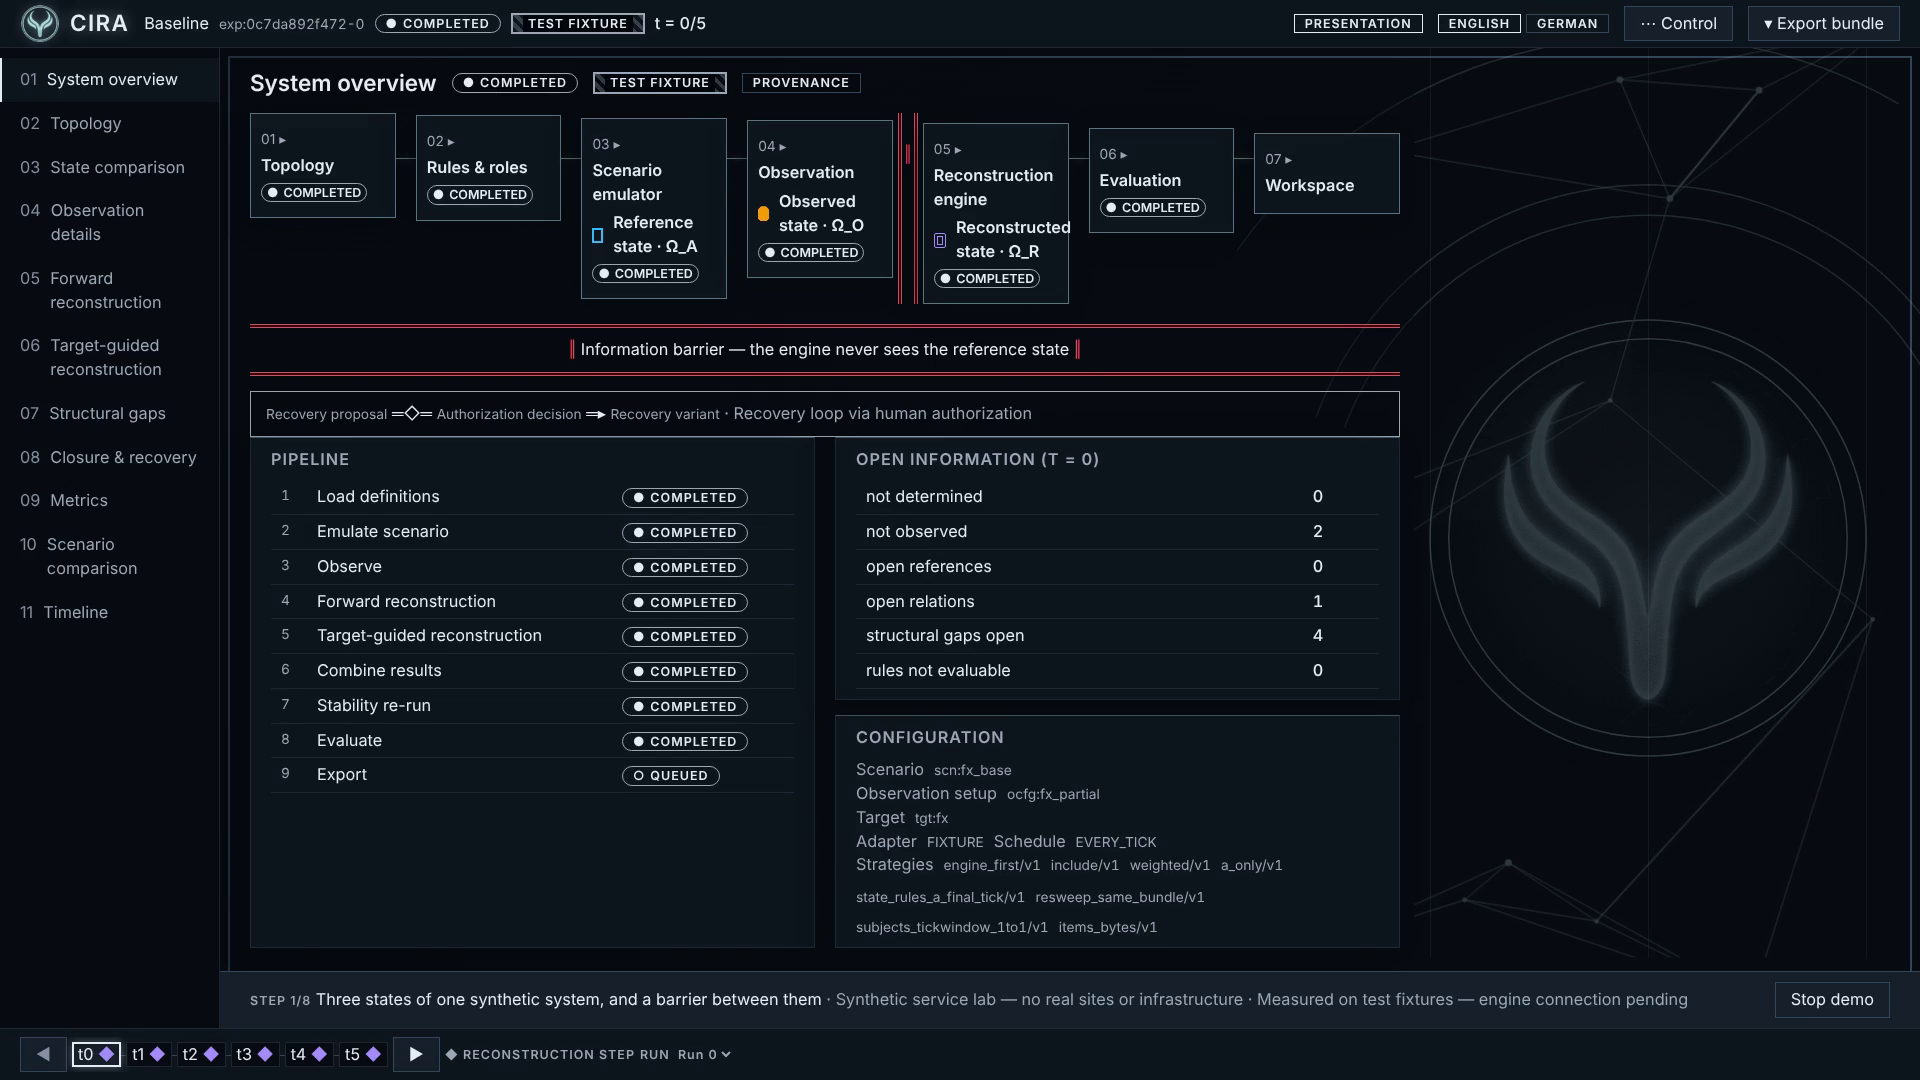 CIRA Baseline exp:0c7da892f472-0 COMPLETED TEST FIXTURE t = 0/5 PRESENTATION ENGLISH GERMAN ··· Control ▾ Export bundle
01 System overview
02 Topology
03 State comparison
04 Observation
details
05 Forward
reconstruction
06 Target-guided
reconstruction
07 Structural gaps
08 Closure & recovery
09 Metrics
10 Scenario
comparison
11 Timeline
System overview COMPLETED TEST FIXTURE PROVENANCE
01 ▸
Topology
COMPLETED
02 ▸
Rules & roles
COMPLETED
03 ▸
Scenario
emulator
Reference
state · Ω_A
COMPLETED
04 ▸
Observation
Observed
state · Ω_O
COMPLETED
05 ▸
Reconstruction
engine
Reconstructed
state · Ω_R
COMPLETED
06 ▸
Evaluation
COMPLETED
07 ▸
Workspace
Information barrier — the engine never sees the reference state
Recovery proposal ═◇═ Authorization decision ═▸ Recovery variant · Recovery loop via human authorization
PIPELINE
1 Load definitions COMPLETED
2 Emulate scenario COMPLETED
3 Observe COMPLETED
4 Forward reconstruction COMPLETED
5 Target-guided reconstruction COMPLETED
6 Combine results COMPLETED
7 Stability re-run COMPLETED
8 Evaluate COMPLETED
9 Export QUEUED
OPEN INFORMATION (T = 0)
not determined 0
not observed 2
open references 0
open relations 1
structural gaps open 4
rules not evaluable 0
CONFIGURATION
Scenario scn:fx_base
Observation setup ocfg:fx_partial
Target tgt:fx
Adapter FIXTURE Schedule EVERY_TICK
Strategies engine_first/v1 include/v1 weighted/v1 a_only/v1
state_rules_a_final_tick/v1 resweep_same_bundle/v1
subjects_tickwindow_1to1/v1 items_bytes/v1
STEP 1/8 Three states of one synthetic system, and a barrier between them · Synthetic service lab — no real sites or infrastructure · Measured on test fixtures — engine connection pending Stop demo
◀ t0 ◆ t1 ◆ t2 ◆ t3 ◆ t4 ◆ t5 ◆ ▶ ◆ RECONSTRUCTION STEP RUN Run 0